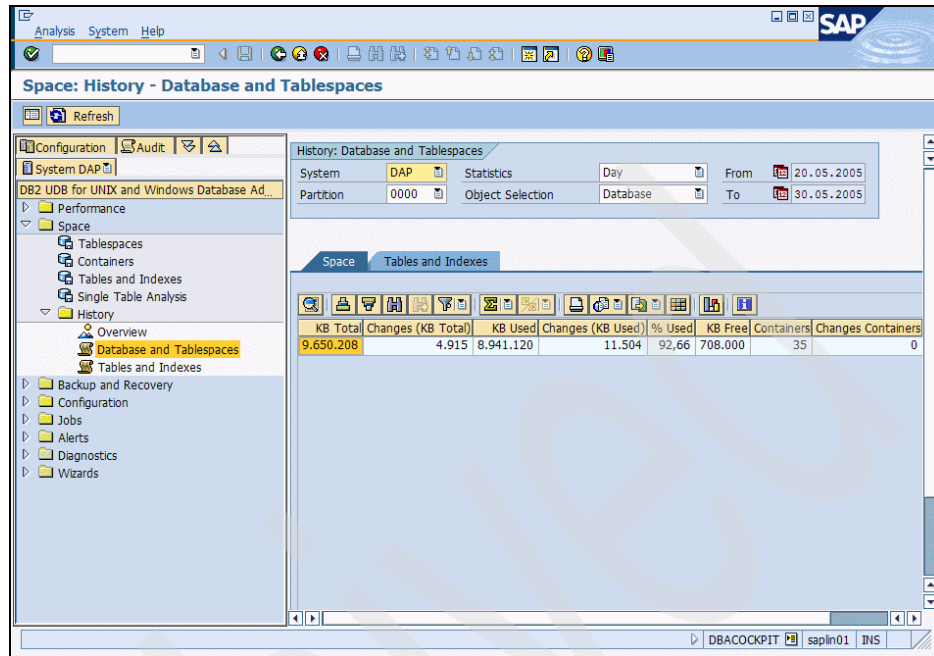 Analysis System Help
SAP
Space: History - Database and Tablespaces
Refresh
Configuration Audit
System DAP
DB2 UDB for UNIX and Windows Database Ad...
Performance
Space
Tablespaces
Containers
Tables and Indexes
Single Table Analysis
History
Overview
Database and Tablespaces
Tables and Indexes
Backup and Recovery
Configuration
Jobs
Alerts
Diagnostics
Wizards
History: Database and Tablespaces
System DAP Statistics Day From 20.05.2005
Partition 0000 Object Selection Database To 30.05.2005
Space Tables and Indexes
KB Total Changes (KB Total) KB Used Changes (KB Used) % Used KB Free Containers Changes Containers
9.650.208 4.915 8.941.120 11.504 92,66 708.000 35 0
DBACOCKPIT saplin01 INS